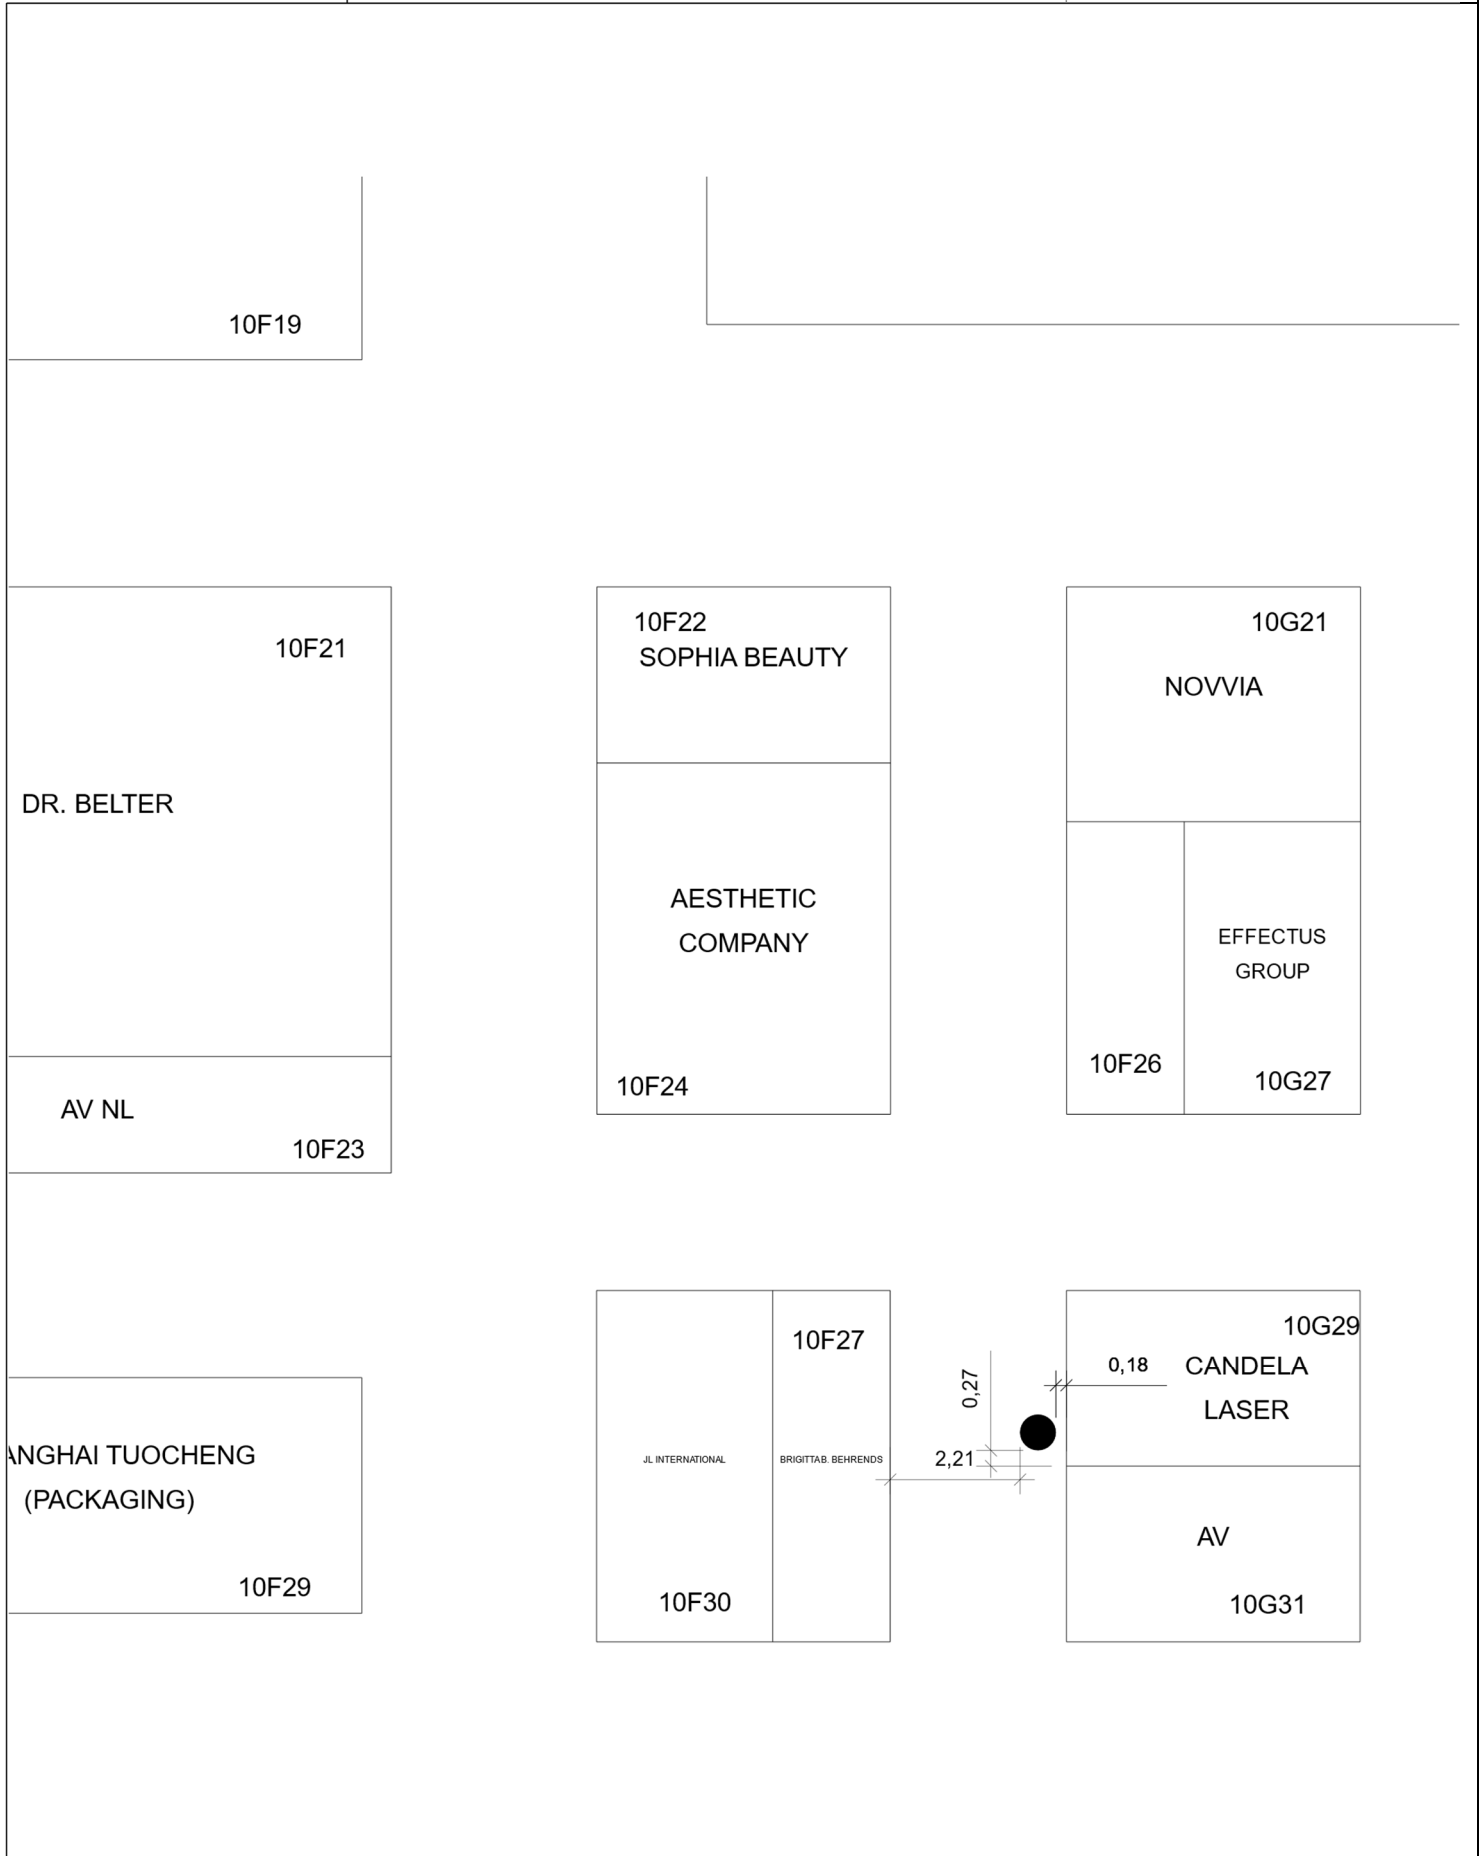 10F19
10F21
DR. BELTER
AV NL
10F23
10F22
SOPHIA BEAUTY
AESTHETIC
COMPANY
10F24
10G21
NOVVIA
EFFECTUS
GROUP
10F26
10G27
ANGHAI TUOCHENG
(PACKAGING)
10F29
10F27
JL INTERNATIONAL
BRIGITTA B. BEHRENDS
10F30
0,27
2,21
0,18
10G29
CANDELA
LASER
AV
10G31